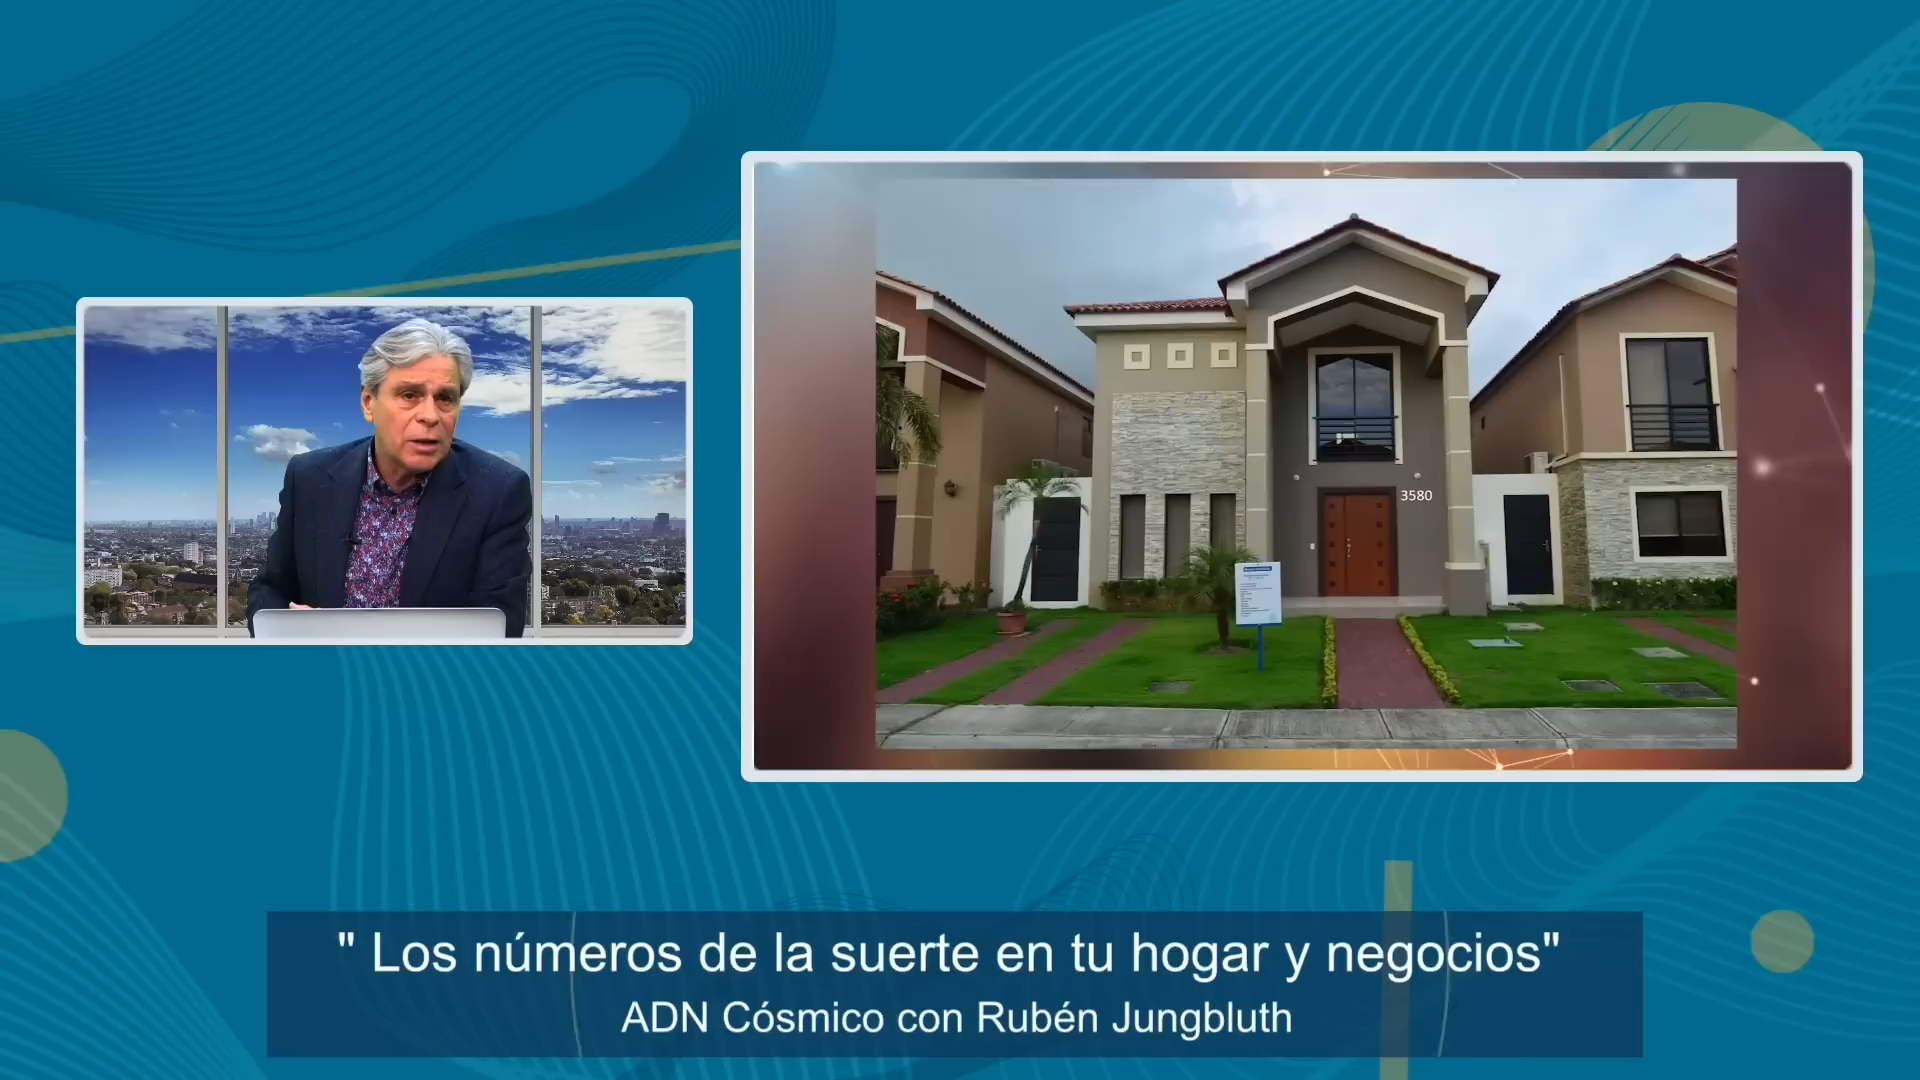 3580
" Los números de la suerte en tu hogar y negocios"
ADN Cósmico con Rubén Jungbluth